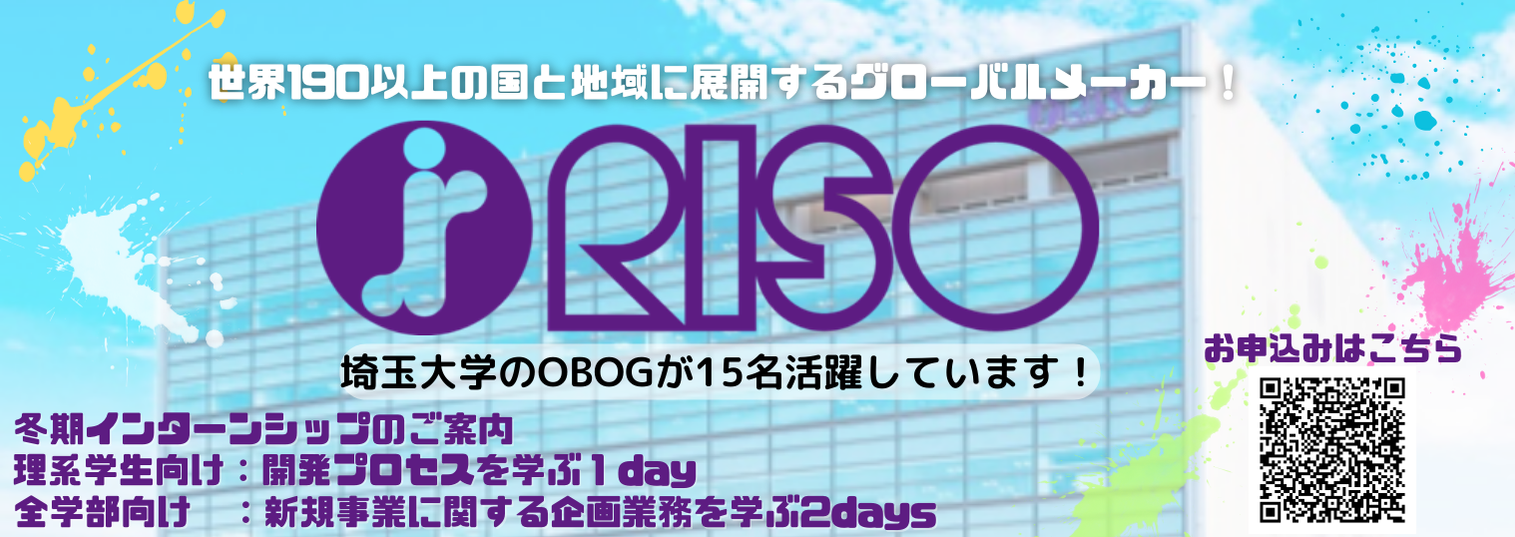 世界190以上の国と地域に展開するグローバルメーカー！
RISO
埼玉大学のOBOGが15名活躍しています！
お申込みはこちら
冬期インターンシップのご案内
理系学生向け：開発プロセスを学ぶ１day
全学部向け　：新規事業に関する企画業務を学ぶ2days